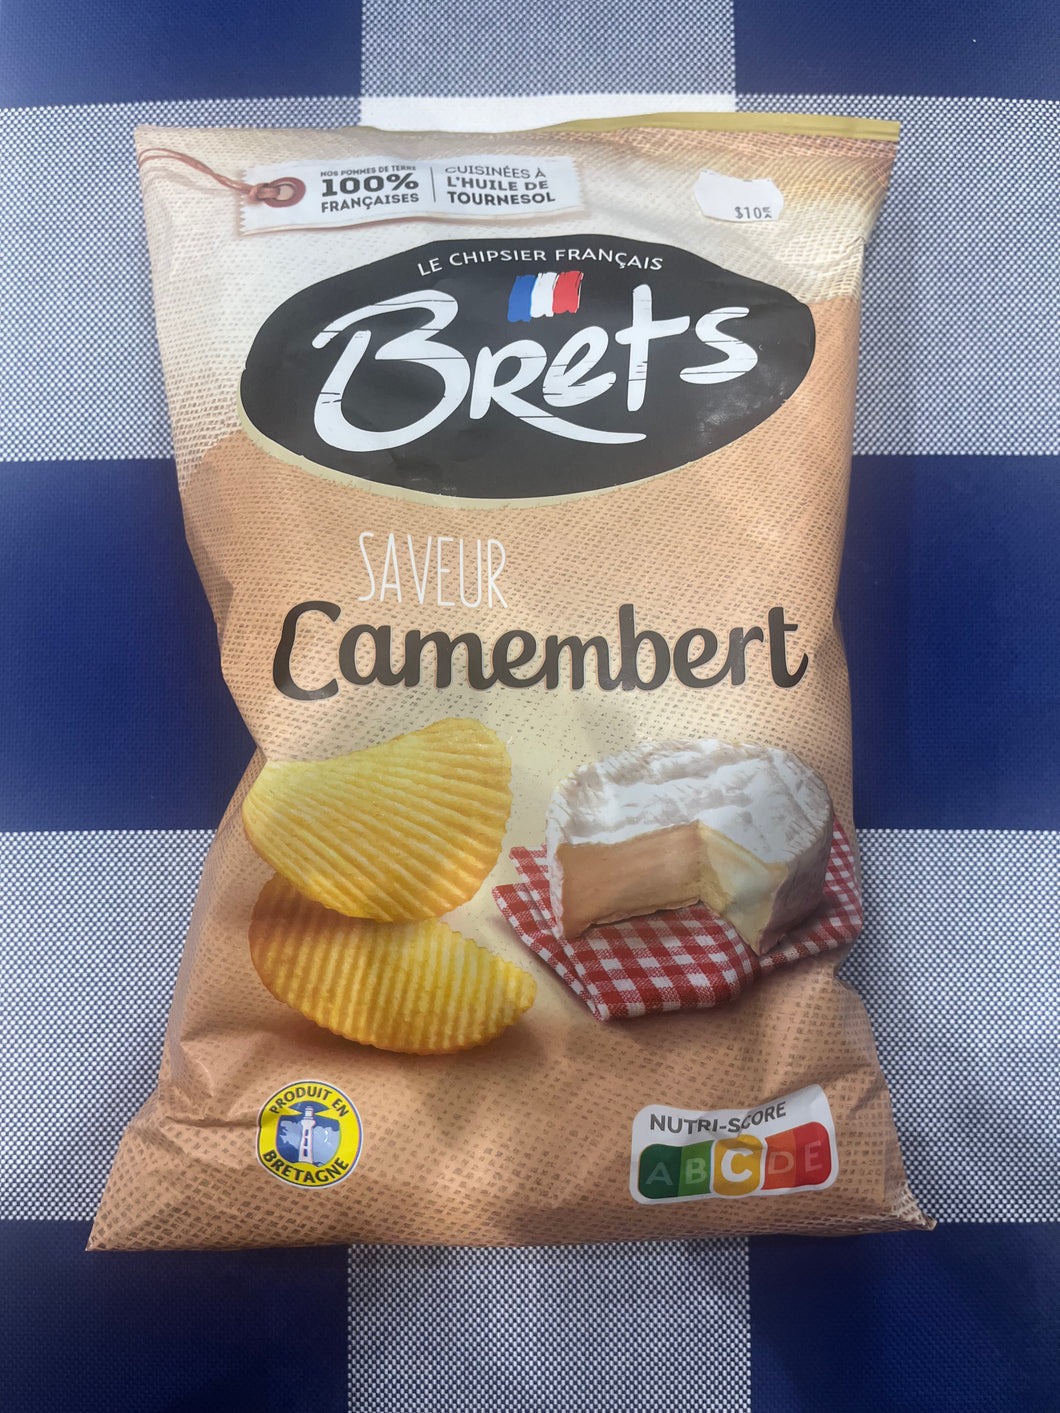 NOS POMMES DE TERRE
100%
FRANÇAISES
CUISINÉES À
L'HUILE DE
TOURNESOL
LE CHIPSIER FRANÇAIS
Brets
SAVEUR
Camembert
PRODUIT EN
BRETAGNE
NUTRI-SCORE
A B C D E